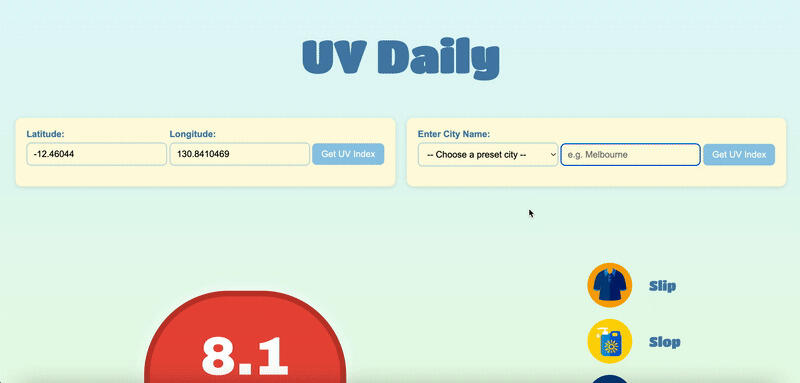 UV Daily
Latitude:
Longitude:
-12.46044
130.8410469
Get UV Index
Enter City Name:
-- Choose a preset city --
e.g. Melbourne
Get UV Index
Slip
8.1
Slop